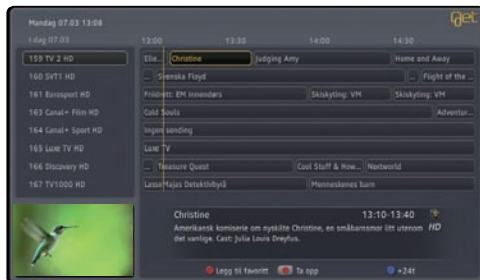 Mandag 07.03 13:08
Get
I dag 07.03 13:00 13:30 14:00 14:30
159 TV 2 HD Elle... Christine Judging Amy Home and Away
160 SVT1 HD ... Svenska Floyd ... Flight of the ...
161 Eurosport HD Friidrett: EM innendørs Skiskyting: VM Skiskyting: VM
163 Canal+ Film HD Cold Souls Adventur...
164 Canal+ Sport HD Ingen sending
165 Luxe TV HD Luxe TV
166 Discovery HD ... Treasure Quest Cool Stuff & How... Nextworld
167 TV1000 HD LasseMajas Detektivbyrå Menneskenes barn
Christine 13:10-13:40
Amerikansk komiserie om nyskilte Christine, en småbarnsmor litt utenom HD
det vanlige. Cast: Julia Louis Dreyfus.
Legg til favoritt Ta opp +24t